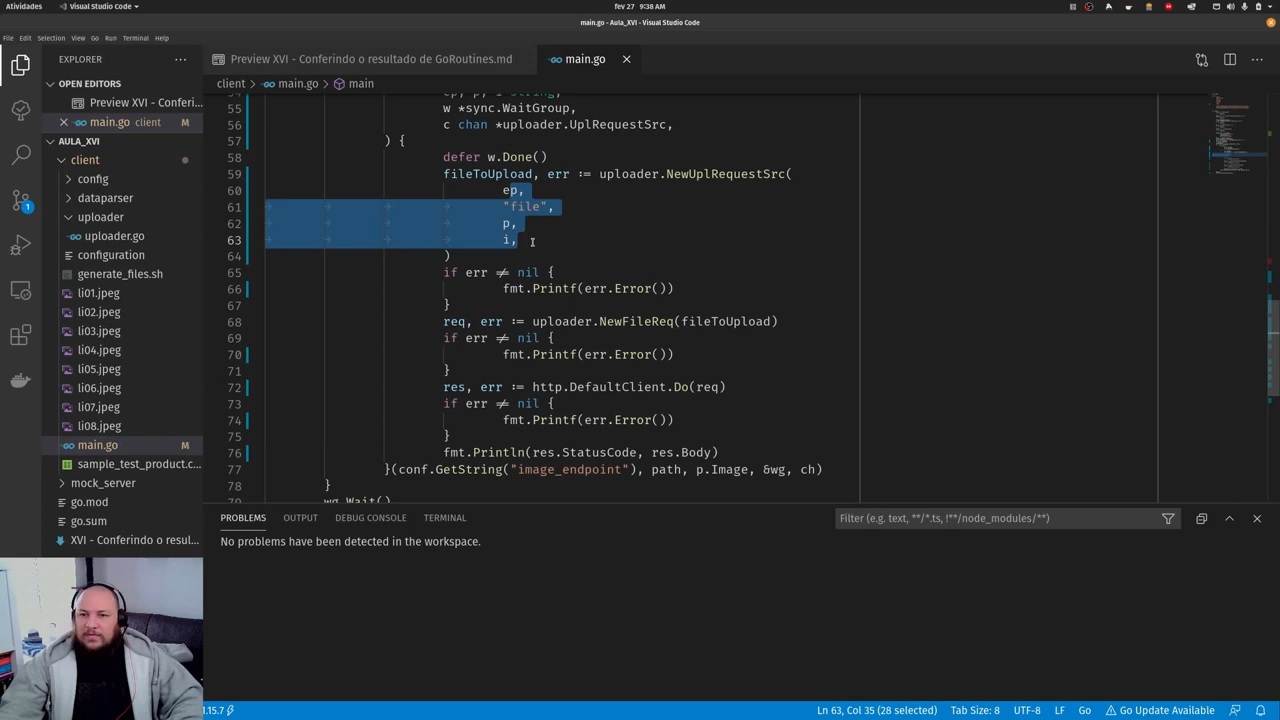 Atividades
Visual Studio Code
fev 27 9:38 AM
main.go - Aula_XVI - Visual Studio Code
File Edit Selection View Go Run Terminal Help
EXPLORER
Preview XVI - Conferindo o resultado de GoRoutines.md
main.go
OPEN EDITORS
client > main.go > main
Preview XVI - Conferi...
main.go client M
AULA_XVI
client
config
dataparser
uploader
uploader.go
configuration
generate_files.sh
li01.jpeg
li02.jpeg
li03.jpeg
li04.jpeg
li05.jpeg
li06.jpeg
li07.jpeg
li08.jpeg
main.go M
sample_test_product.c...
mock_server
go.mod
go.sum
XVI - Conferindo o resul...
1
55 w *sync.WaitGroup,
56 c chan *uploader.UplRequestSrc,
57 ) {
58 defer w.Done()
59 fileToUpload, err := uploader.NewUplRequestSrc(
60 ep,
61 "file",
62 p,
63 i,
64 )
65 if err ≠ nil {
66 fmt.Printf(err.Error())
67 }
68 req, err := uploader.NewFileReq(fileToUpload)
69 if err ≠ nil {
70 fmt.Printf(err.Error())
71 }
72 res, err := http.DefaultClient.Do(req)
73 if err ≠ nil {
74 fmt.Printf(err.Error())
75 }
76 fmt.Println(res.StatusCode, res.Body)
77 }(conf.GetString("image_endpoint"), path, p.Image, &wg, ch)
78 }
79 wg.Wait()
PROBLEMS OUTPUT DEBUG CONSOLE TERMINAL
Filter (e.g. text, **/*.ts, !**/node_modules/**)
No problems have been detected in the workspace.
1.15.7
Ln 63, Col 35 (28 selected)
Tab Size: 8
UTF-8
LF
Go
Go Update Available